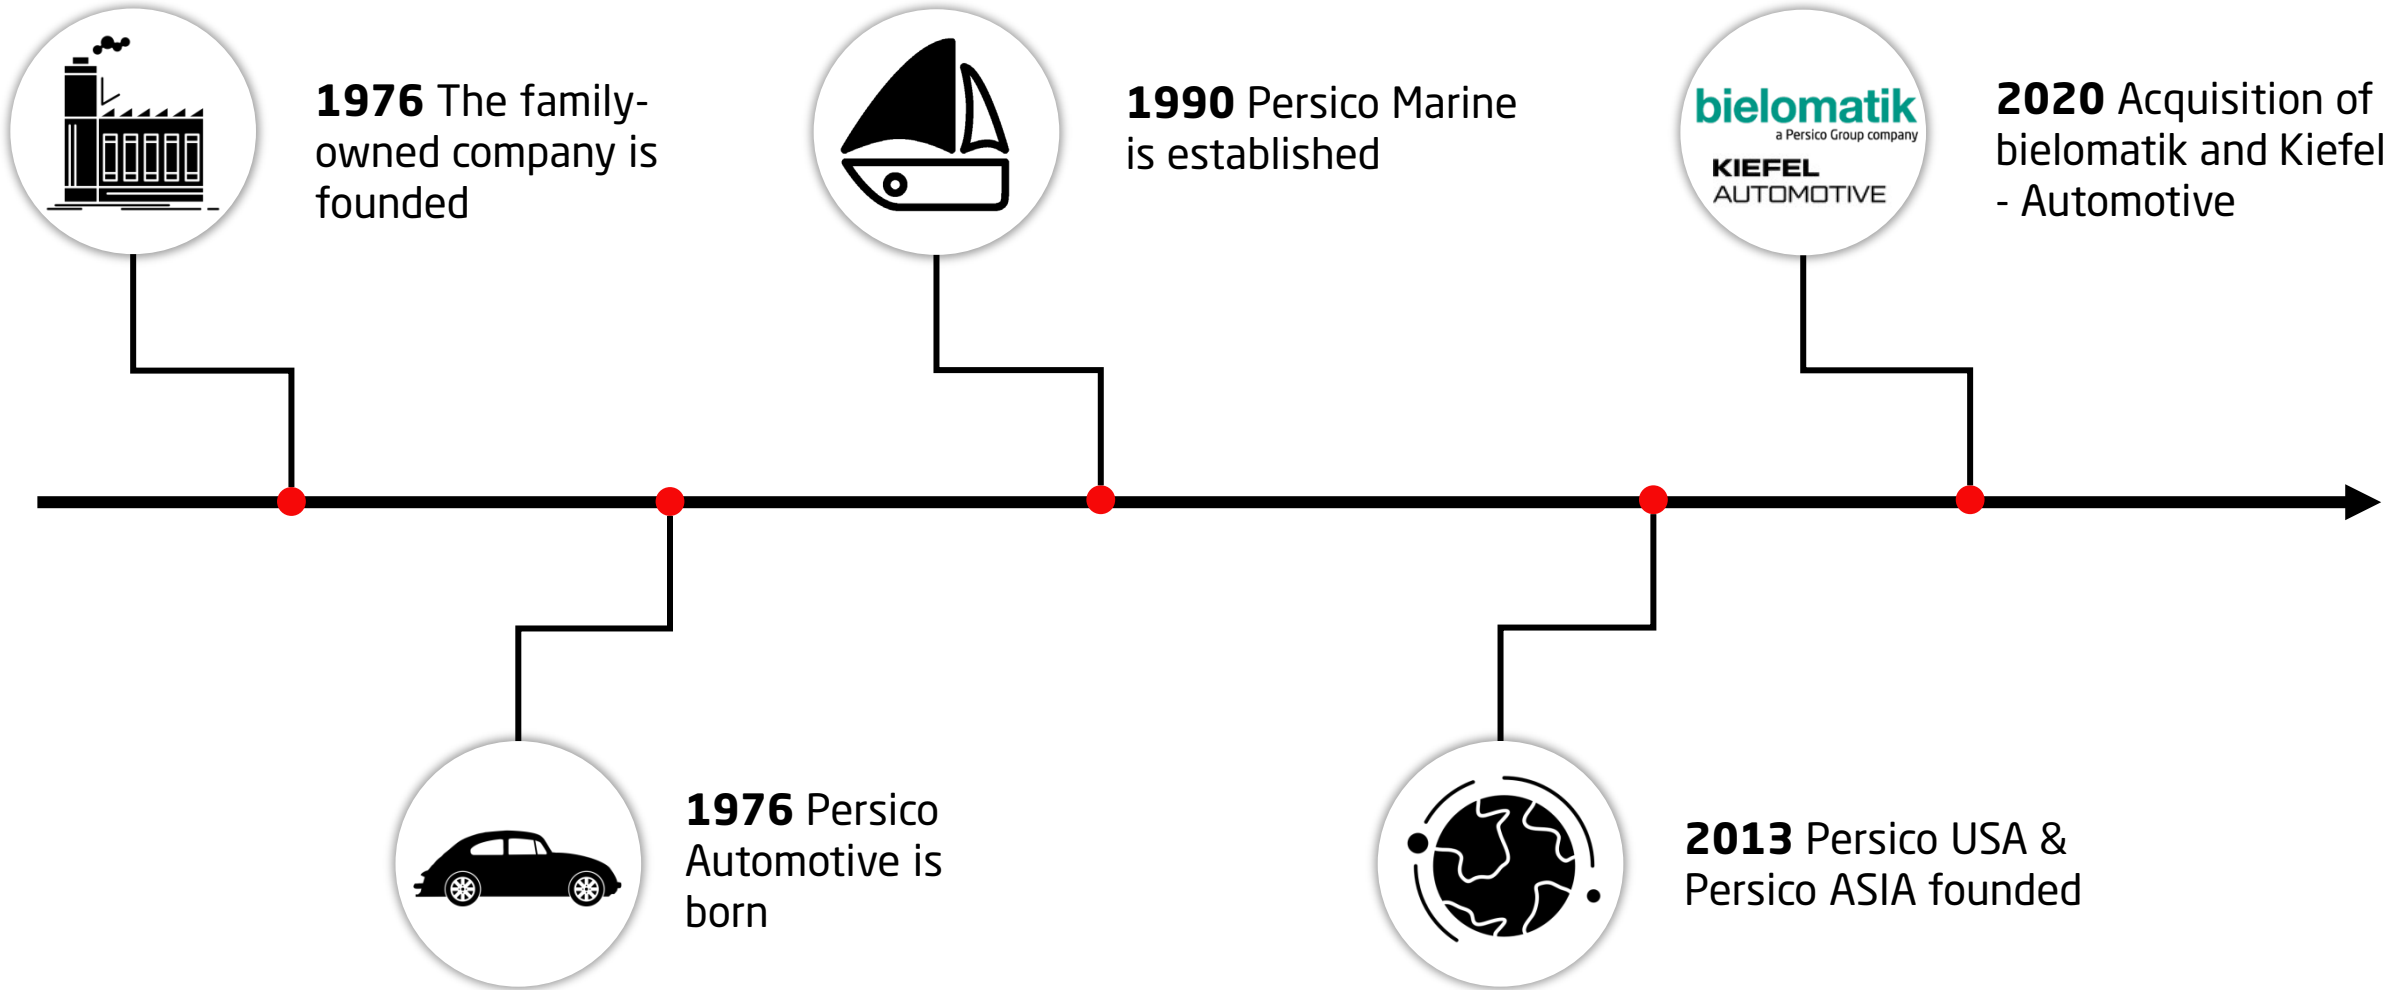 1976 The family-
owned company is
founded
1990 Persico Marine
is established
bielomatik
a Persico Group company
KIEFEL
AUTOMOTIVE
2020 Acquisition of
bielomatik and Kiefel
- Automotive
1976 Persico
Automotive is
born
2013 Persico USA &
Persico ASIA founded